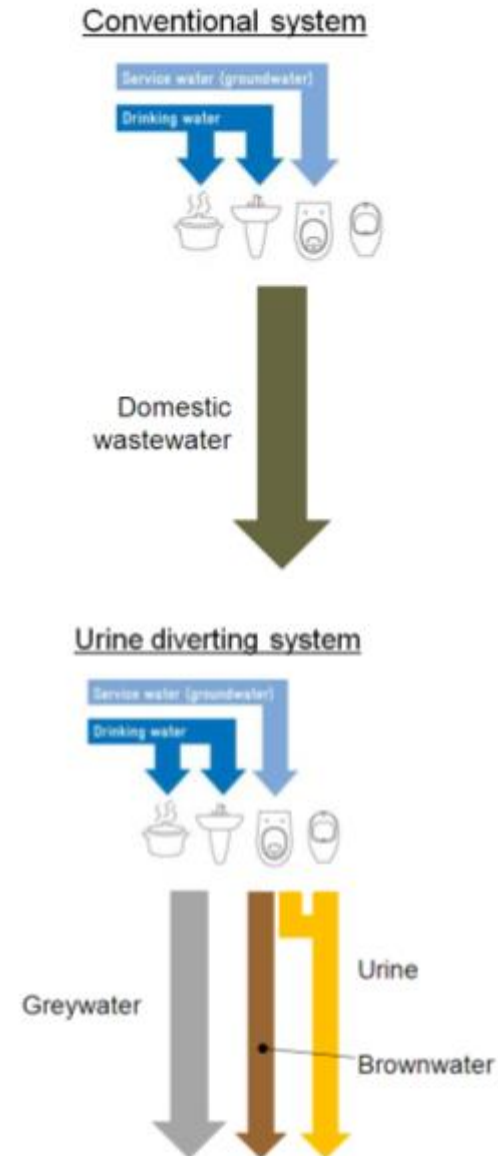 Conventional system
Service water (groundwater)
Drinking water
Domestic
wastewater
Urine diverting system
Service water (groundwater)
Drinking water
Urine
Greywater
Brownwater